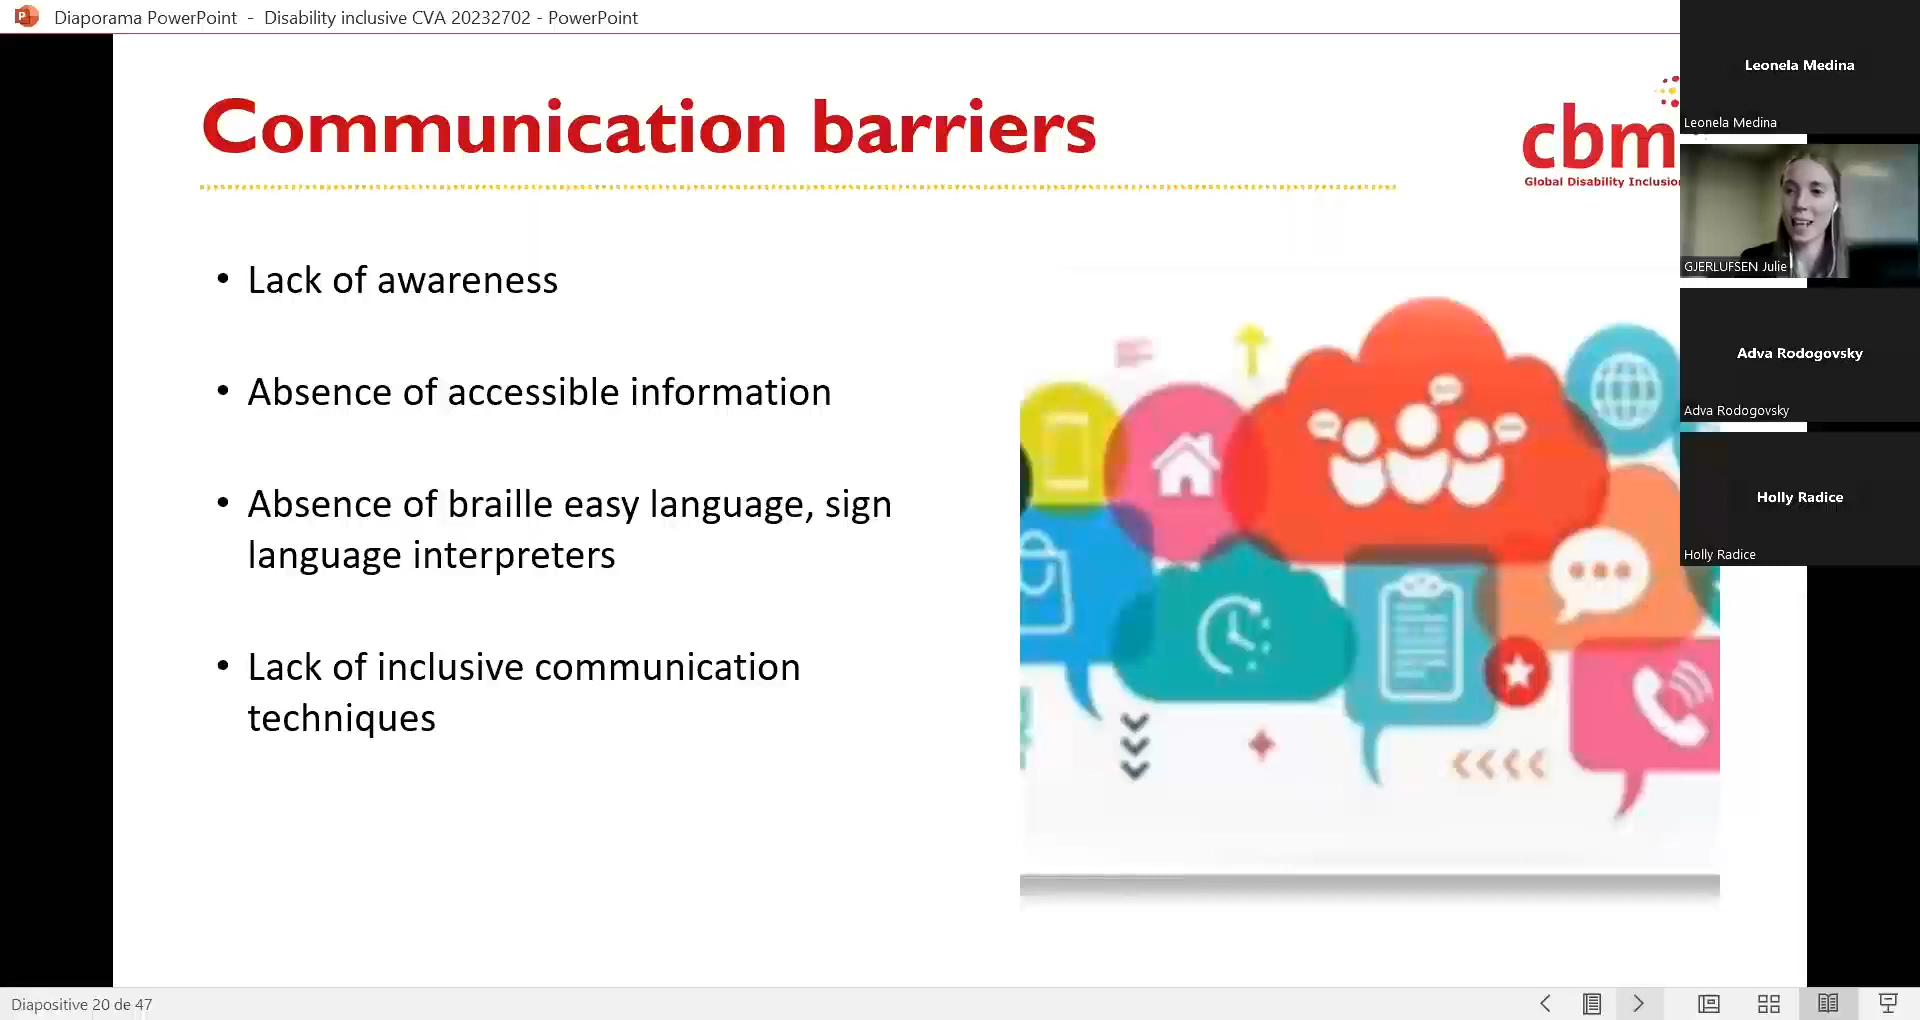 Diaporama PowerPoint - Disability inclusive CVA 20232702 - PowerPoint
Communication barriers
cbm
Global Disability Inclusion
• Lack of awareness
• Absence of accessible information
• Absence of braille easy language, sign
language interpreters
• Lack of inclusive communication
techniques
Leonela Medina
Leonela Medina
GJERLUFSEN Julie
Adva Rodogovsky
Adva Rodogovsky
Holly Radice
Holly Radice
Diapositive 20 de 47